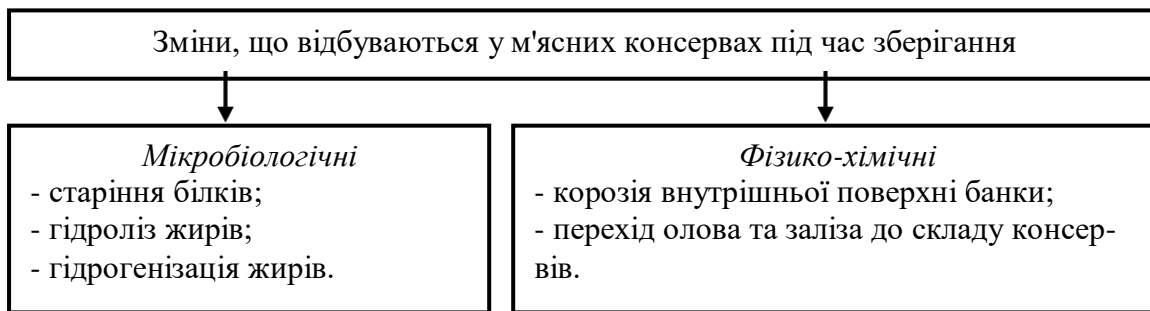 Зміни, що відбуваються у м'ясних консервах під час зберігання
Мікробіологічні
- старіння білків;
- гідроліз жирів;
- гідрогенізація жирів.
Фізико-хімічні
- корозія внутрішньої поверхні банки;
- перехід олова та заліза до складу консер-
вів.